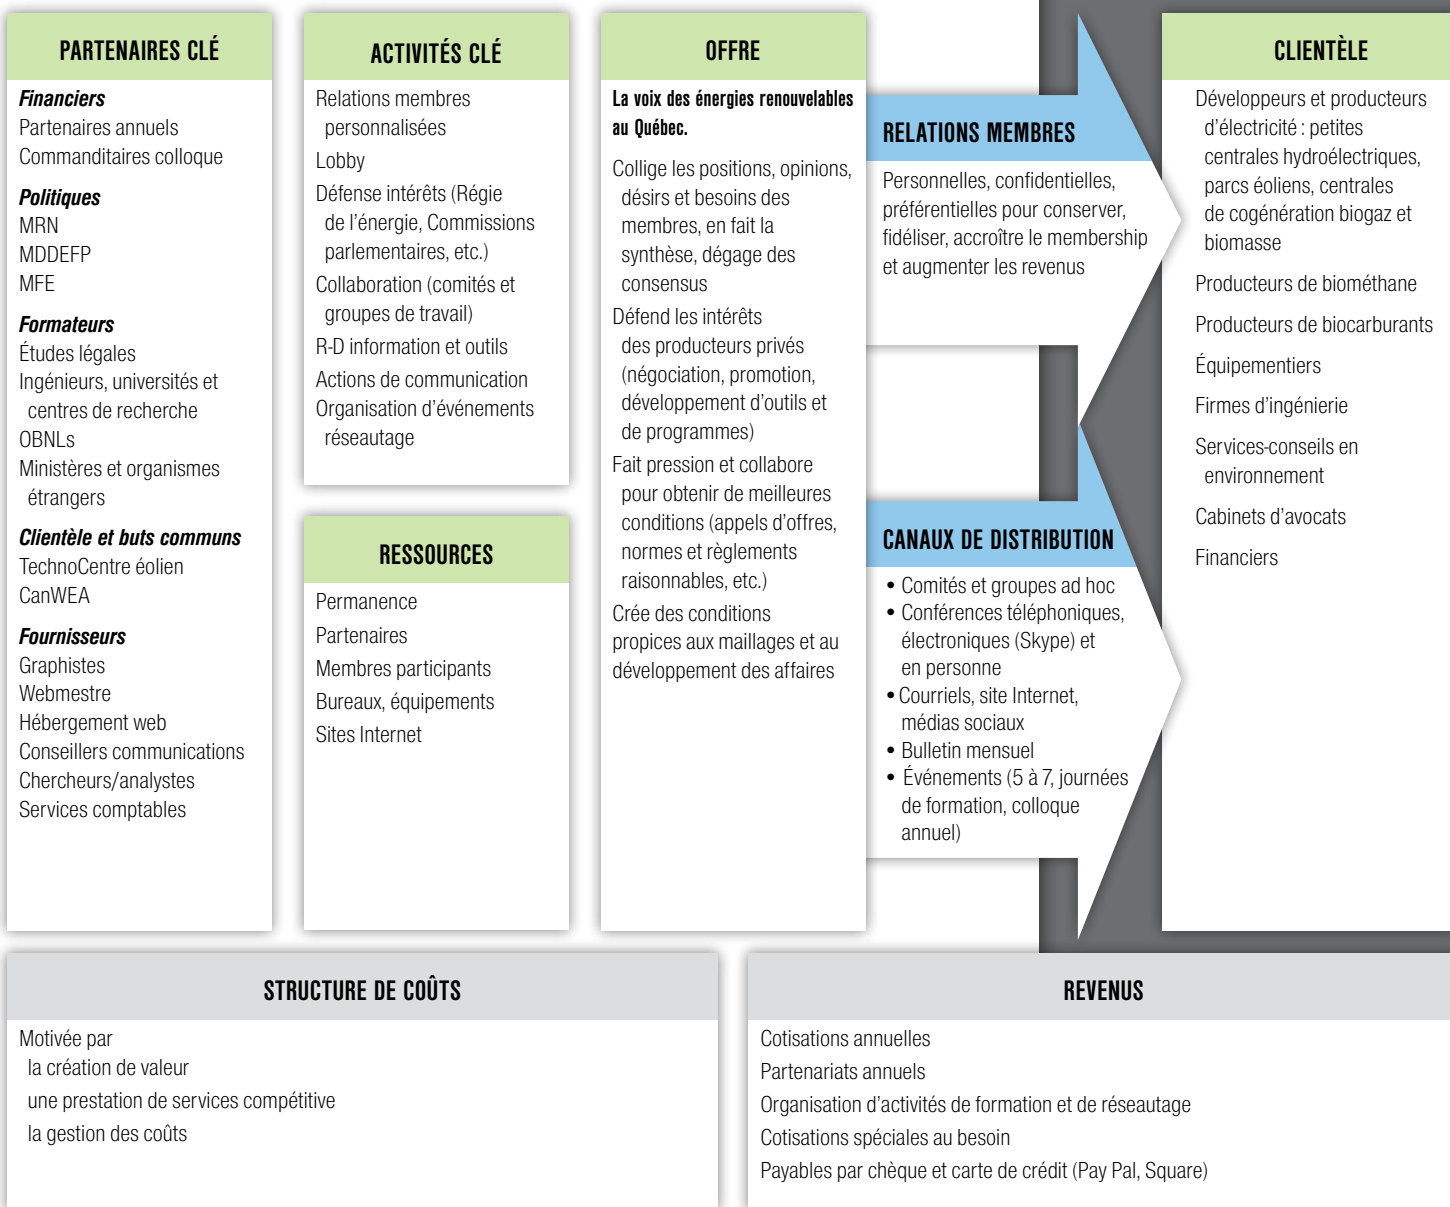 PARTENAIRES CLÉ
Financiers
Partenaires annuels
Commanditaires colloque
Politiques
MRN
MDDEFP
MFE
Formateurs
Études légales
Ingénieurs, universités et
centres de recherche
OBNLs
Ministères et organismes
étrangers
Clientèle et buts communs
TechnoCentre éolien
CanWEA
Fournisseurs
Graphistes
Webmestre
Hébergement web
Conseillers communications
Chercheurs/analystes
Services comptables
ACTIVITÉS CLÉ
Relations membres
personnalisées
Lobby
Défense intérêts (Régie
de l’énergie, Commissions
parlementaires, etc.)
Collaboration (comités et
groupes de travail)
R-D information et outils
Actions de communication
Organisation d’événements
réseautage
RESSOURCES
Permanence
Partenaires
Membres participants
Bureaux, équipements
Sites Internet
OFFRE
La voix des énergies renouvelables
au Québec.
Collige les positions, opinions,
désirs et besoins des
membres, en fait la
synthèse, dégage des
consensus
Défend les intérêts
des producteurs privés
(négociation, promotion,
développement d’outils et
de programmes)
Fait pression et collabore
pour obtenir de meilleures
conditions (appels d’offres,
normes et règlements
raisonnables, etc.)
Crée des conditions
propices aux maillages et au
développement des affaires
RELATIONS MEMBRES
Personnelles, confidentielles,
préférentielles pour conserver,
fidéliser, accroître le membership
et augmenter les revenus
CANAUX DE DISTRIBUTION
• Comités et groupes ad hoc
• Conférences téléphoniques,
électroniques (Skype) et
en personne
• Courriels, site Internet,
médias sociaux
• Bulletin mensuel
• Événements (5 à 7, journées
de formation, colloque
annuel)
CLIENTÈLE
Développeurs et producteurs
d’électricité : petites
centrales hydroélectriques,
parcs éoliens, centrales
de cogénération biogaz et
biomasse
Producteurs de biométhane
Producteurs de biocarburants
Équipementiers
Firmes d’ingénierie
Services-conseils en
environnement
Cabinets d’avocats
Financiers
STRUCTURE DE COÛTS
Motivée par
la création de valeur
une prestation de services compétitive
la gestion des coûts
REVENUS
Cotisations annuelles
Partenariats annuels
Organisation d’activités de formation et de réseautage
Cotisations spéciales au besoin
Payables par chèque et carte de crédit (Pay Pal, Square)